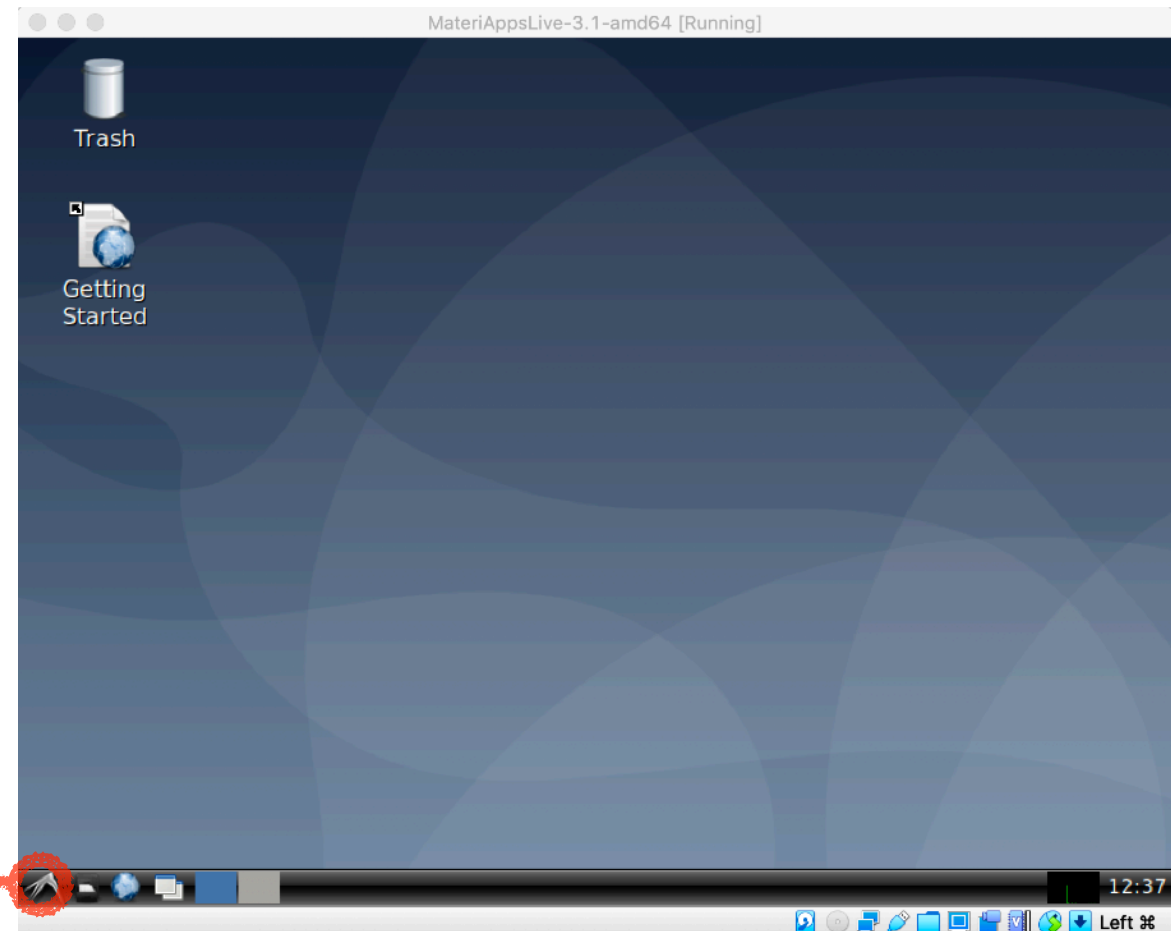 MateriAppsLive-3.1-amd64 [Running]
Trash
Getting
Started
12:37
Left ⌘